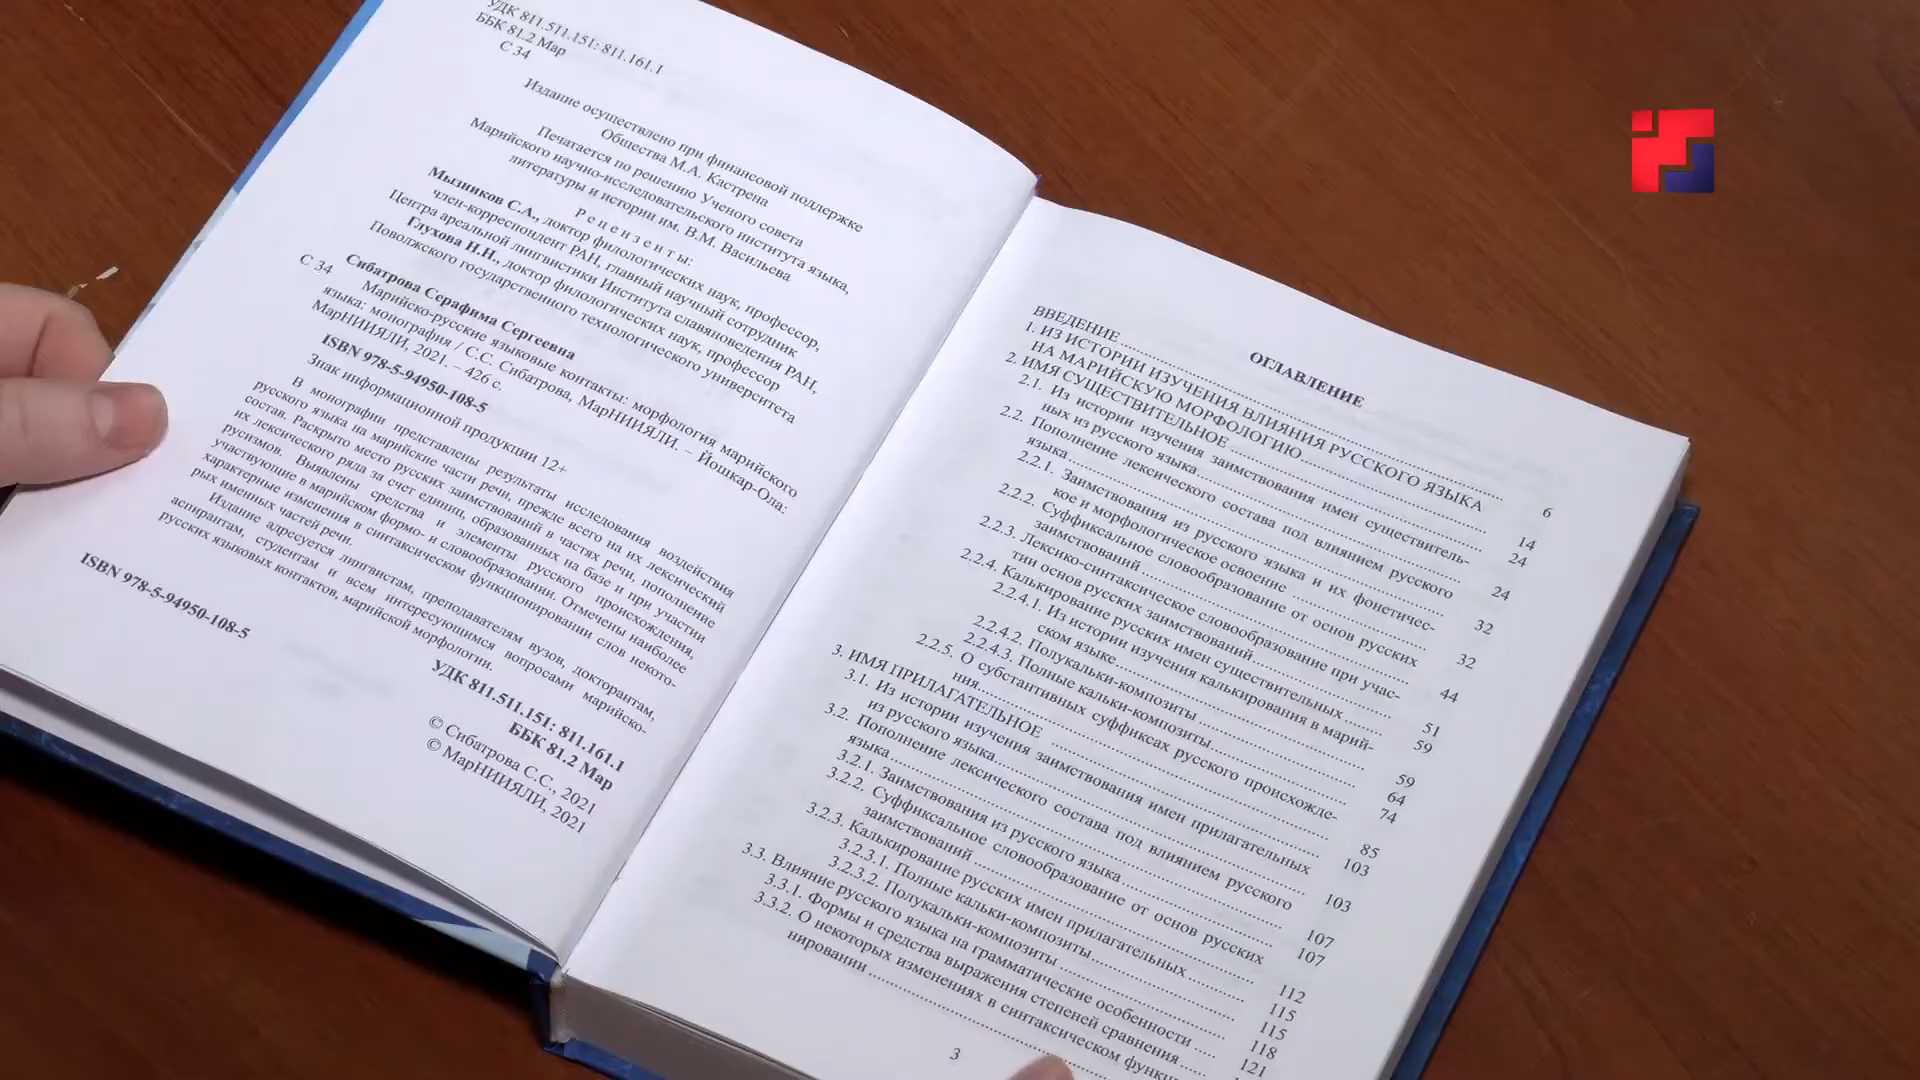 УДК 811.511.151: 811.161.1
ББК 81.2 Мар
С 34
Издание осуществлено при финансовой поддержке
Общества М.А. Кастрена
Печатается по решению Ученого совета
Марийского научно-исследовательского института языка,
литературы и истории им. В.М. Васильева
Рецензенты:
Мызников С.А., доктор филологических наук, профессор,
член-корреспондент РАН, главный научный сотрудник
Центра ареальной лингвистики Института славяноведения РАН,
Глухова Н.Н., доктор филологических наук, профессор
Поволжского государственного технологического университета
Сибатрова Серафима Сергеевна
С 34 Марийско-русские языковые контакты: морфология марийского
языка: монография / С.С. Сибатрова, МарНИИЯЛИ. – Йошкар-Ола:
МарНИИЯЛИ, 2021. – 426 с.
ISBN 978-5-94950-108-5
Знак информационной продукции 12+
В монографии представлены результаты исследования воздействия
русского языка на марийские части речи, прежде всего на их лексический
состав. Раскрыто место русских заимствований в частях речи, пополнение
их лексического ряда за счет единиц, образованных на базе и при участии
русизмов. Выявлены средства и элементы русского происхождения,
участвующие в марийском формо- и словообразовании. Отмечены наиболее
характерные изменения в синтаксическом функционировании слов некото-
рых именных частей речи.
Издание адресуется лингвистам, преподавателям вузов, докторантам,
аспирантам, студентам и всем интересующимся вопросами марийско-
русских языковых контактов, марийской морфологии.
УДК 811.511.151: 811.161.1
ББК 81.2 Мар
ISBN 978-5-94950-108-5
© Сибатрова С.С., 2021
© МарНИИЯЛИ, 2021
ОГЛАВЛЕНИЕ
ВВЕДЕНИЕ 6
1. ИЗ ИСТОРИИ ИЗУЧЕНИЯ ВЛИЯНИЯ РУССКОГО ЯЗЫКА
НА МАРИЙСКУЮ МОРФОЛОГИЮ 14
2. ИМЯ СУЩЕСТВИТЕЛЬНОЕ 24
2.1. Из истории изучения заимствования имен существитель-
ных из русского языка 24
2.2. Пополнение лексического состава под влиянием русского
языка 32
2.2.1. Заимствования из русского языка и их фонетичес-
кое и морфологическое освоение 32
2.2.2. Суффиксальное словообразование от основ русских
заимствований 44
2.2.3. Лексико-синтаксическое словообразование при учас-
тии основ русских заимствований 51
2.2.4. Калькирование русских имен существительных 59
2.2.4.1. Из истории изучения калькирования в марий-
ском языке 59
2.2.4.2. Полукальки-композиты 64
2.2.4.3. Полные кальки-композиты 74
2.2.5. О субстантивных суффиксах русского происхожде-
ния 85
3. ИМЯ ПРИЛАГАТЕЛЬНОЕ 103
3.1. Из истории изучения заимствования имен прилагательных
из русского языка 103
3.2. Пополнение лексического состава под влиянием русского
языка 107
3.2.1. Заимствования из русского языка 107
3.2.2. Суффиксальное словообразование от основ русских
заимствований 112
3.2.3. Калькирование русских имен прилагательных 115
3.2.3.1. Полные кальки-композиты 115
3.2.3.2. Полукальки-композиты 118
3.3. Влияние русского языка на грамматические особенности 121
3.3.1. Формы и средства выражения степеней сравнения
3.3.2. О некоторых изменениях в синтаксическом функци-
нировании
3